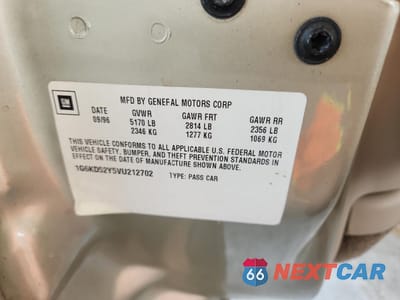 GM
MFD BY GENEFAL MOTORS CORP
DATE GVWR GAWR FRT GAWR RR
09/96 5170 LB 2814 LB 2356 LB
2346 KG 1277 KG 1069 KG
THIS VEHICLE CONFORMS TO ALL APPLICABLE U.S. FEDERAL MOTOR
VEHICLE SAFETY, BUMPER, AND THEFT PREVENTION STANDARDS IN
EFFECT ON THE DATE OF MANUFACTURE SHOWN ABOVE.
1G6KD52Y5VU212702 TYPE: PASS CAR
66 NEXTCAR